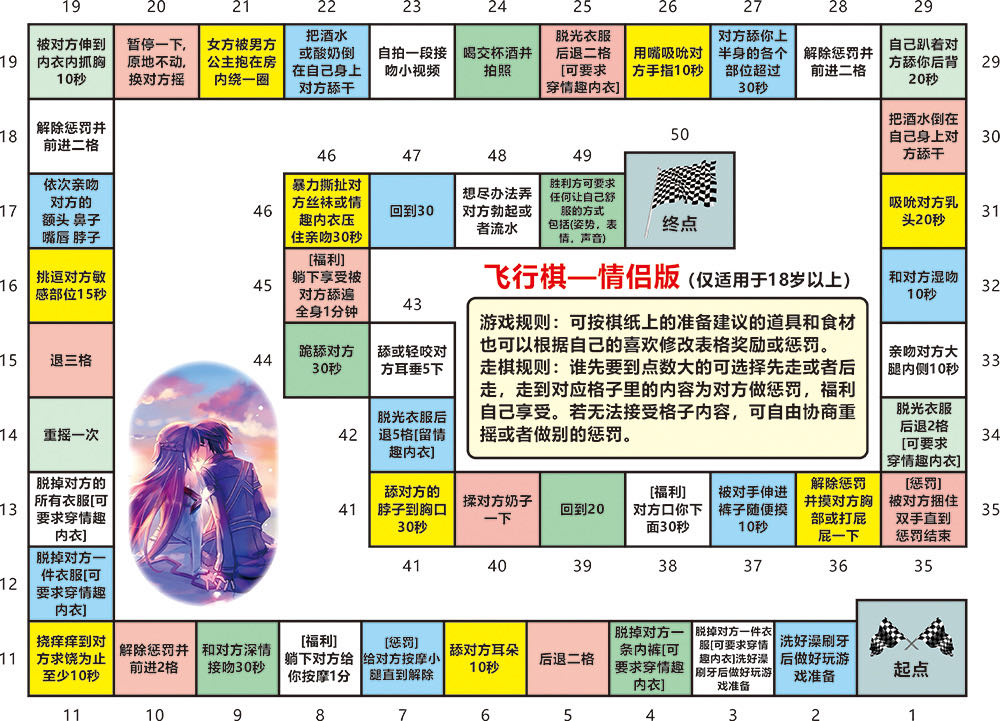 19
20
21
22
23
24
25
26
27
28
29
19
被对方伸到
内衣内抓胸
10秒
暂停一下,
原地不动,
换对方摇
女方被男方
公主抱在房
内绕一圈
把酒水
或酸奶倒
在自己身上
对方舔干
自拍一段接
吻小视频
喝交杯酒并
拍照
脱光衣服
后退二格
[可要求
穿情趣内衣]
用嘴吸吮对
方手指10秒
对方舔你上
半身的各个
部位超过
30秒
解除惩罚并
前进二格
自己趴着对
方舔你后背
20秒
29
18
解除惩罚并
前进二格
把酒水倒在
自己身上对
方舔干
30
17
依次亲吻
对方的
额头 鼻子
嘴唇 脖子
46
47
48
49
50
46
暴力撕扯对
方丝袜或情
趣内衣压
住亲吻30秒
回到30
想尽办法弄
对方勃起或
者流水
胜利方可要求
任何让自己舒
服的方式
包括(姿势，表
情，声音)
终点
吸吮对方乳
头20秒
31
16
挑逗对方敏
感部位15秒
45
[福利]
躺下享受被
对方舔遍
全身1分钟
43
飞行棋—情侣版（仅适用于18岁以上）
和对方湿吻
10秒
32
15
退三格
44
跪舔对方
30秒
舔或轻咬对
方耳垂5下
游戏规则：可按棋纸上的准备建议的道具和食材
也可以根据自己的喜欢修改表格奖励或惩罚。
走棋规则：谁先要到点数大的可选择先走或者后
走，走到对应格子里的内容为对方做惩罚，福利
自己享受。若无法接受格子内容，可自由协商重
摇或者做别的惩罚。
亲吻对方大
腿内侧10秒
33
14
重摇一次
42
脱光衣服后
退5格[留情
趣内衣]
脱光衣服
后退2格
[可要求
穿情趣内衣]
34
13
脱掉对方的
所有衣服[可
要求穿情趣
内衣]
41
舔对方的
脖子到胸口
30秒
揉对方奶子
一下
回到20
[福利]
对方口你下
面30秒
被对手伸进
裤子随便摸
10秒
解除惩罚
并摸对方胸
部或打屁
屁一下
[惩罚]
被对方捆住
双手直到
惩罚结束
35
12
脱掉对方一
件衣服[可
要求穿情趣
内衣]
41
40
39
38
37
36
35
11
挠痒痒到对
方求饶为止
至少10秒
解除惩罚并
前进2格
和对方深情
接吻30秒
[福利]
躺下对方给
你按摩1分
[惩罚]
给对方按摩小
腿直到解除
舔对方耳朵
10秒
后退二格
脱掉对方一
条内裤[可
要求穿情趣
内衣]
脱掉对方一件衣
服[可要求穿情
趣内衣]洗好澡
刷牙后做好玩游
戏准备
洗好澡刷牙
后做好玩游
戏准备
起点
11
10
9
8
7
6
5
4
3
2
1